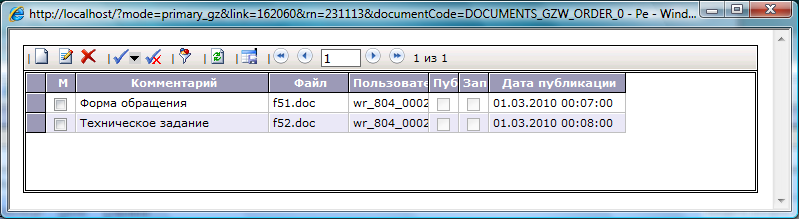 http://localhost/?mode=primary_gz&link=162060&rn=231113&documentCode=DOCUMENTS_GZW_ORDER_0 - Pe - Wind...
1 1 из 1
М Комментарий Файл Пользовате Пуб Зап Дата публикации
Форма обращения f51.doc wr_804_0002 01.03.2010 00:07:00
Техническое задание f52.doc wr_804_0002 01.03.2010 00:08:00